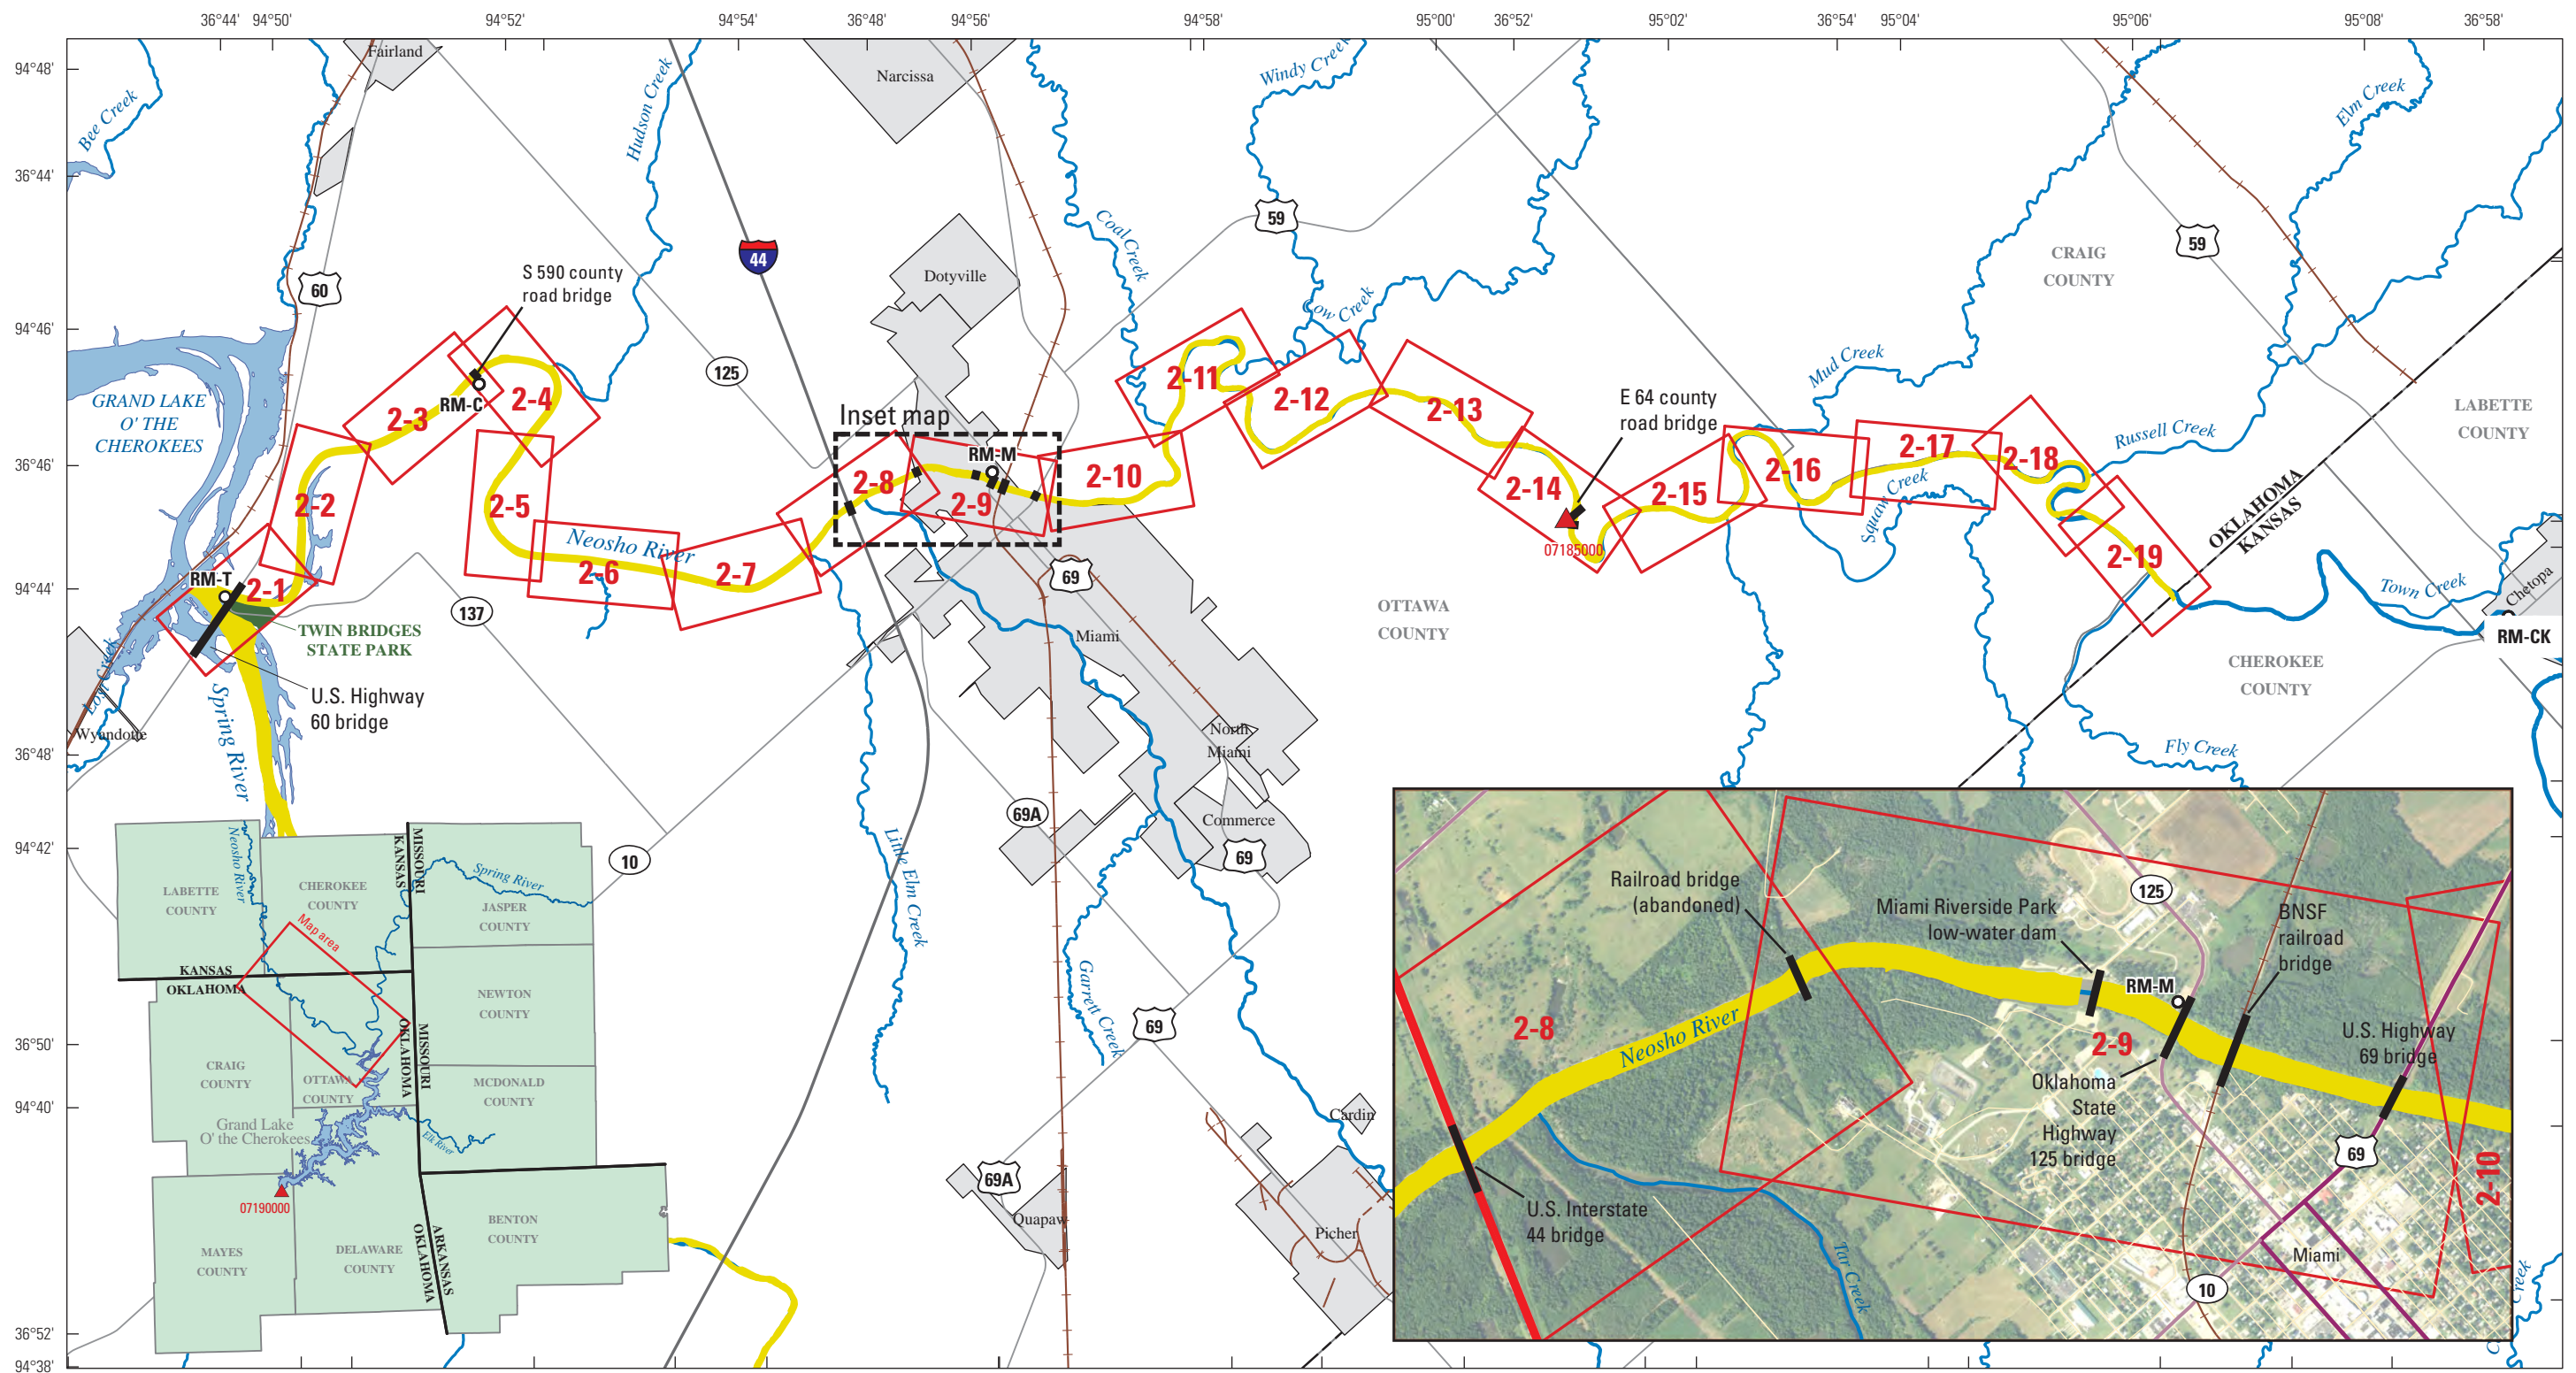 36°44'
94°50'
94°52'
94°54'
36°48'
94°56'
94°58'
95°00'
36°52'
95°02'
36°54'
95°04'
95°06'
95°08'
36°58'
94°48'
36°44'
94°46'
36°46'
94°44'
36°48'
94°42'
36°50'
94°40'
36°52'
94°38'
Fairland
Narcissa
Bee Creek
Hudson Creek
Windy Creek
Elm Creek
Coal Creek
59
CRAIG
COUNTY
59
44
60
Dotyville
S 590 county
road bridge
Cow Creek
Mud Creek
125
GRAND LAKE
O' THE
CHEROKEES
RM-C
2-3
2-4
Inset map
2-11
2-12
2-13
E 64 county
road bridge
LABETTE
COUNTY
Russell Creek
2-2
2-5
2-8
RM-M
2-9
2-10
2-14
2-15
2-16
2-17
2-18
Squaw Creek
OKLAHOMA
KANSAS
Neosho River
2-6
2-7
07185000
2-19
RM-T
2-1
69
Town Creek
Chetopa
RM-CK
137
TWIN BRIDGES
STATE PARK
OTTAWA
COUNTY
Miami
CHEROKEE
COUNTY
Lost Creek
U.S. Highway
60 bridge
Spring River
Wyandotte
North
Miami
Fly Creek
69A
Commerce
69
10
Little Elm Creek
Garrett Creek
69
69A
Quapaw
Cardin
Picher
Creek
LABETTE
COUNTY
Neosho River
CHEROKEE
COUNTY
KANSAS
MISSOURI
Spring River
JASPER
COUNTY
Map area
KANSAS
OKLAHOMA
NEWTON
COUNTY
CRAIG
COUNTY
OTTAWA
COUNTY
OKLAHOMA
MISSOURI
MCDONALD
COUNTY
Grand Lake
O' the Cherokees
Elk River
07190000
MAYES
COUNTY
DELAWARE
COUNTY
OKLAHOMA
ARKANSAS
BENTON
COUNTY
Railroad bridge
(abandoned)
Miami Riverside Park
low-water dam
125
BNSF
railroad
bridge
RM-M
2-8
Neosho River
2-9
U.S. Highway
69 bridge
Oklahoma
State
Highway
125 bridge
69
2-10
U.S. Interstate
44 bridge
Tar Creek
Miami
10